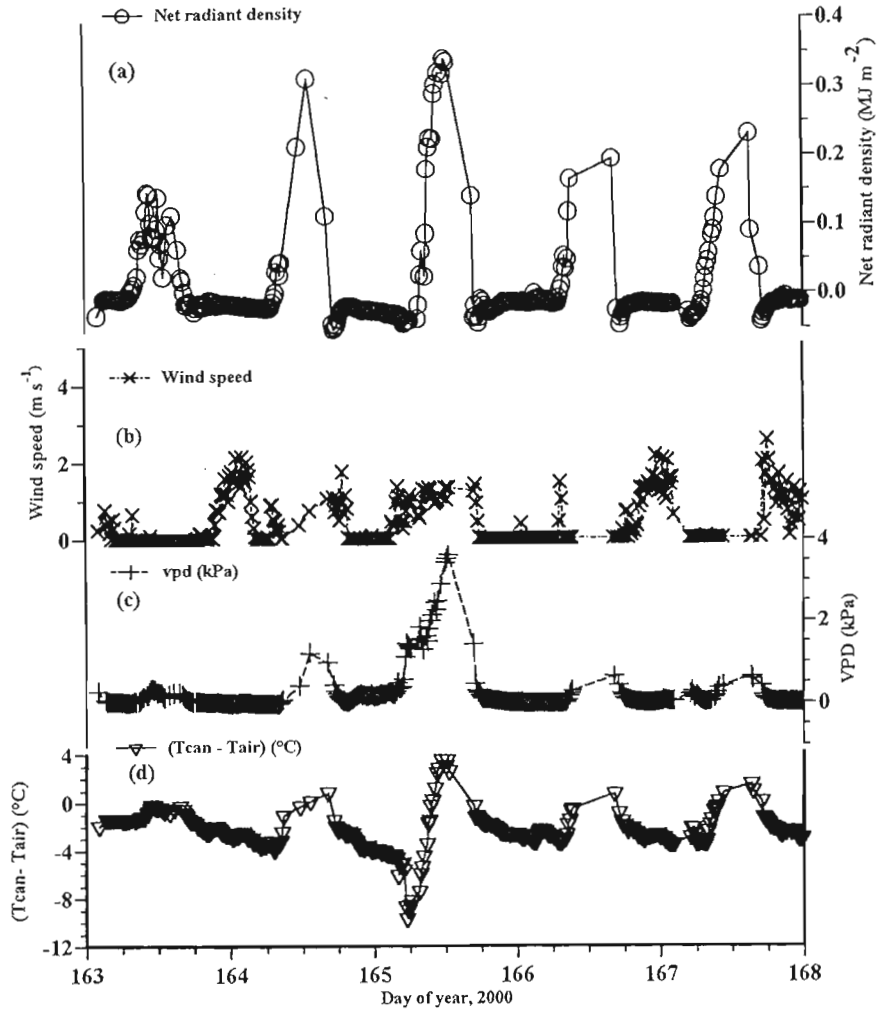 Net radiant density
(a)
0.4
0.3
0.2
0.1
0.0
Net radiant density (MJ m⁻²)
Wind speed
(b)
4
2
0
Wind speed (m s⁻¹)
vpd (kPa)
(c)
4
2
0
VPD (kPa)
(Tcan - Tair) (°C)
(d)
4
0
-4
-8
-12
(Tcan- Tair) (°C)
163
164
165
166
167
168
Day of year, 2000